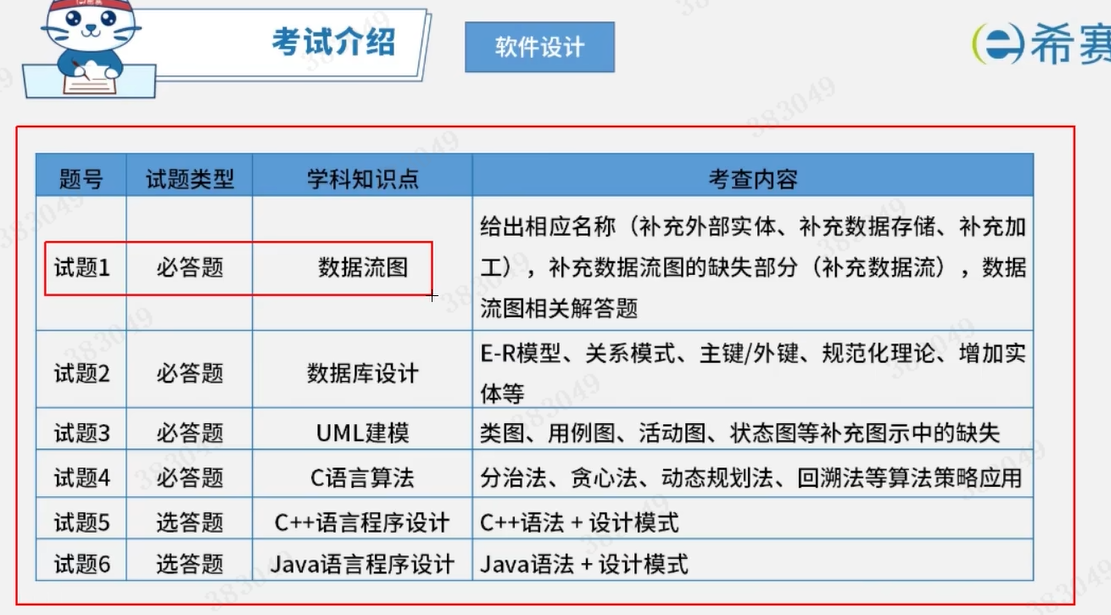 考试介绍
软件设计
希赛
题号 试题类型 学科知识点 考查内容
试题1 必答题 数据流图 给出相应名称（补充外部实体、补充数据存储、补充加
工），补充数据流图的缺失部分（补充数据流），数据
流图相关解答题
试题2 必答题 数据库设计 E-R模型、关系模式、主键/外键、规范化理论、增加实
体等
试题3 必答题 UML建模 类图、用例图、活动图、状态图等补充图示中的缺失
试题4 必答题 C语言算法 分治法、贪心法、动态规划法、回溯法等算法策略应用
试题5 选答题 C++语言程序设计 C++语法 + 设计模式
试题6 选答题 Java语言程序设计 Java语法 + 设计模式
383049